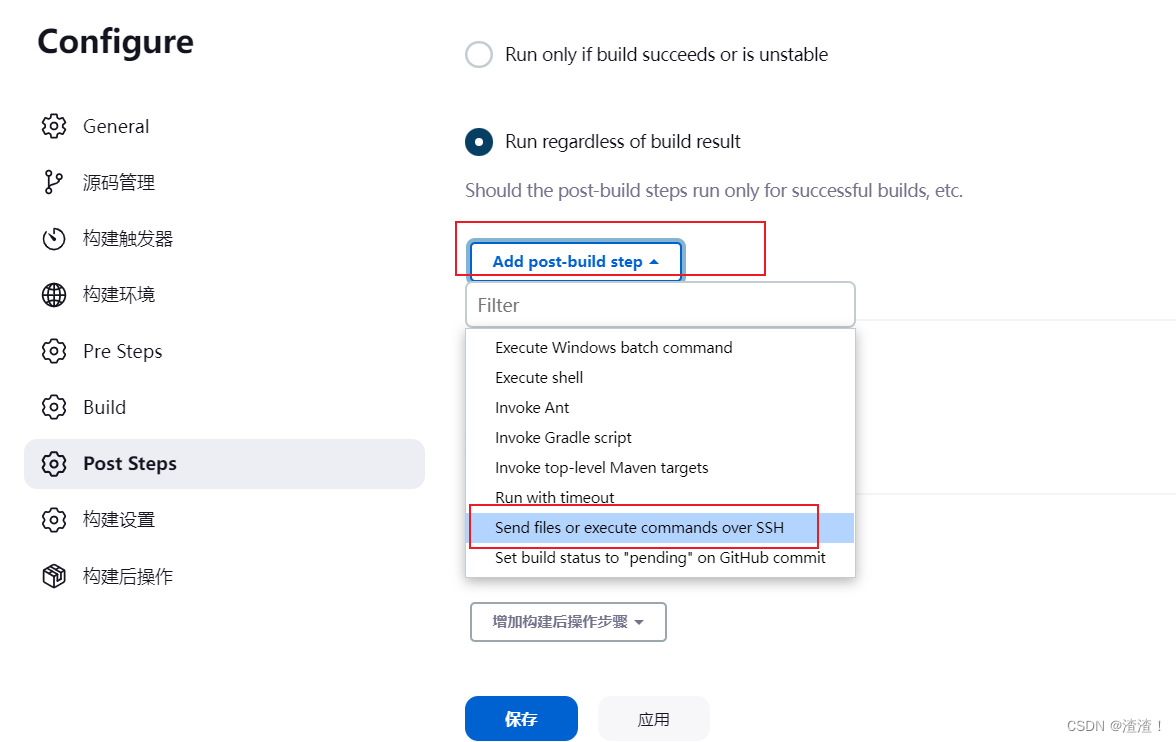 Configure
General
源码管理
构建触发器
构建环境
Pre Steps
Build
Post Steps
构建设置
构建后操作
Run only if build succeeds or is unstable
Run regardless of build result
Should the post-build steps run only for successful builds, etc.
Add post-build step
Filter
Execute Windows batch command
Execute shell
Invoke Ant
Invoke Gradle script
Invoke top-level Maven targets
Run with timeout
Send files or execute commands over SSH
Set build status to "pending" on GitHub commit
增加构建后操作步骤
保存
应用
CSDN @渣渣！